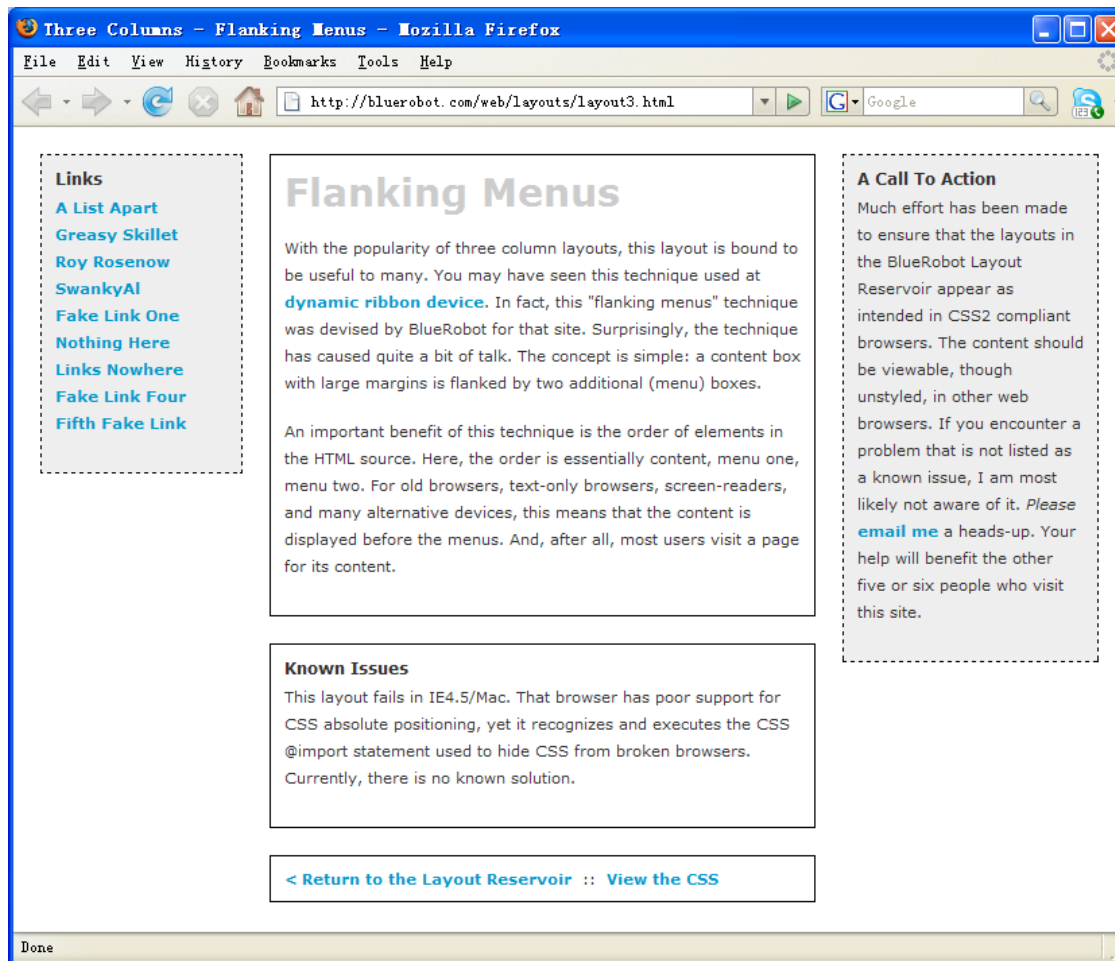 Three Columns - Flanking Menus - Mozilla Firefox
File Edit View History Bookmarks Tools Help
http://bluerobot.com/web/layouts/layout3.html
G Google
123
Links
A List Apart
Greasy Skillet
Roy Rosenow
SwankyAl
Fake Link One
Nothing Here
Links Nowhere
Fake Link Four
Fifth Fake Link
Flanking Menus
With the popularity of three column layouts, this layout is bound to
be useful to many. You may have seen this technique used at
dynamic ribbon device. In fact, this "flanking menus" technique
was devised by BlueRobot for that site. Surprisingly, the technique
has caused quite a bit of talk. The concept is simple: a content box
with large margins is flanked by two additional (menu) boxes.
An important benefit of this technique is the order of elements in
the HTML source. Here, the order is essentially content, menu one,
menu two. For old browsers, text-only browsers, screen-readers,
and many alternative devices, this means that the content is
displayed before the menus. And, after all, most users visit a page
for its content.
Known Issues
This layout fails in IE4.5/Mac. That browser has poor support for
CSS absolute positioning, yet it recognizes and executes the CSS
@import statement used to hide CSS from broken browsers.
Currently, there is no known solution.
< Return to the Layout Reservoir :: View the CSS
A Call To Action
Much effort has been made
to ensure that the layouts in
the BlueRobot Layout
Reservoir appear as
intended in CSS2 compliant
browsers. The content should
be viewable, though
unstyled, in other web
browsers. If you encounter a
problem that is not listed as
a known issue, I am most
likely not aware of it. Please
email me a heads-up. Your
help will benefit the other
five or six people who visit
this site.
Done